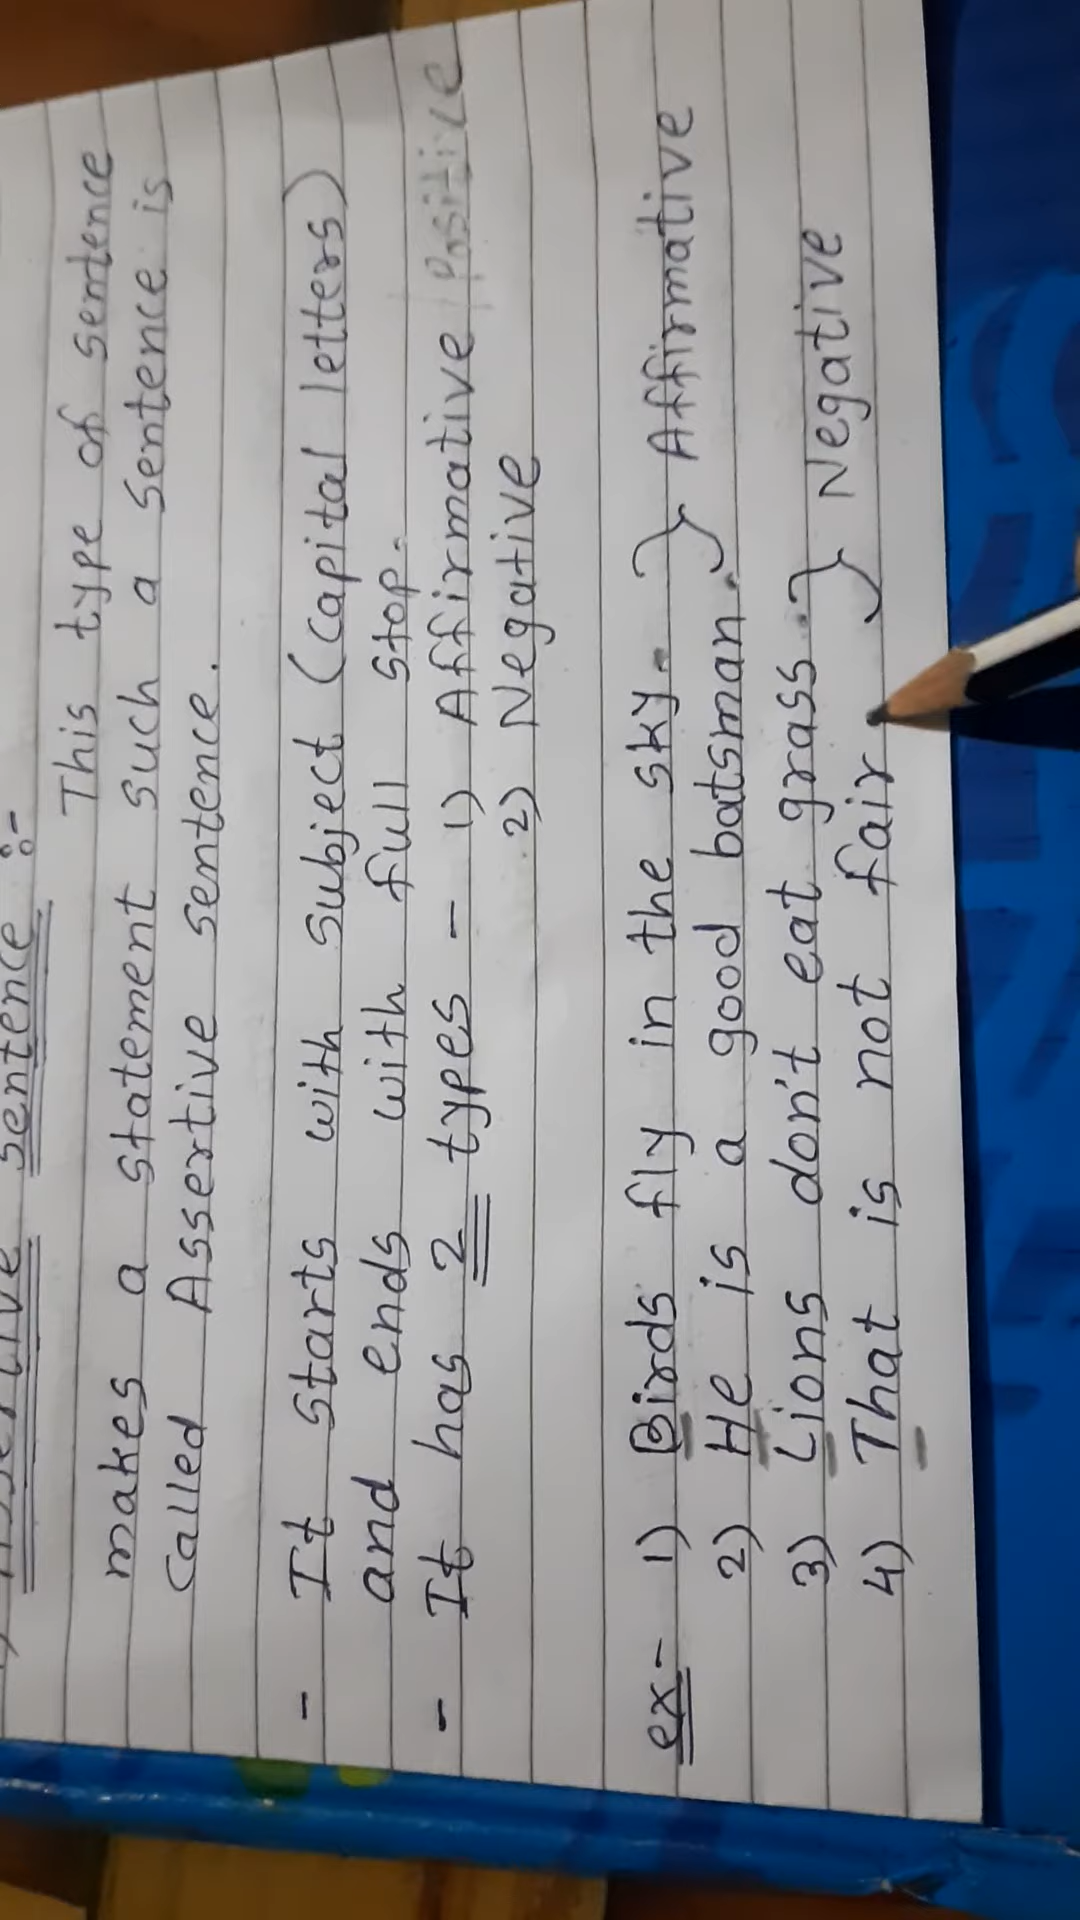 Assertive Sentence :-
This type of sentence
makes a statement such a sentence is
called Assertive sentence.
- It starts with subject (Capital letters)
and ends with full stop.
- It has 2 types - 1) Affirmative / Positive
2) Negative
ex- 1) Birds fly in the sky. } Affirmative
2) He is a good batsman.
3) Lions don't eat grass. } Negative
4) That is not fair.